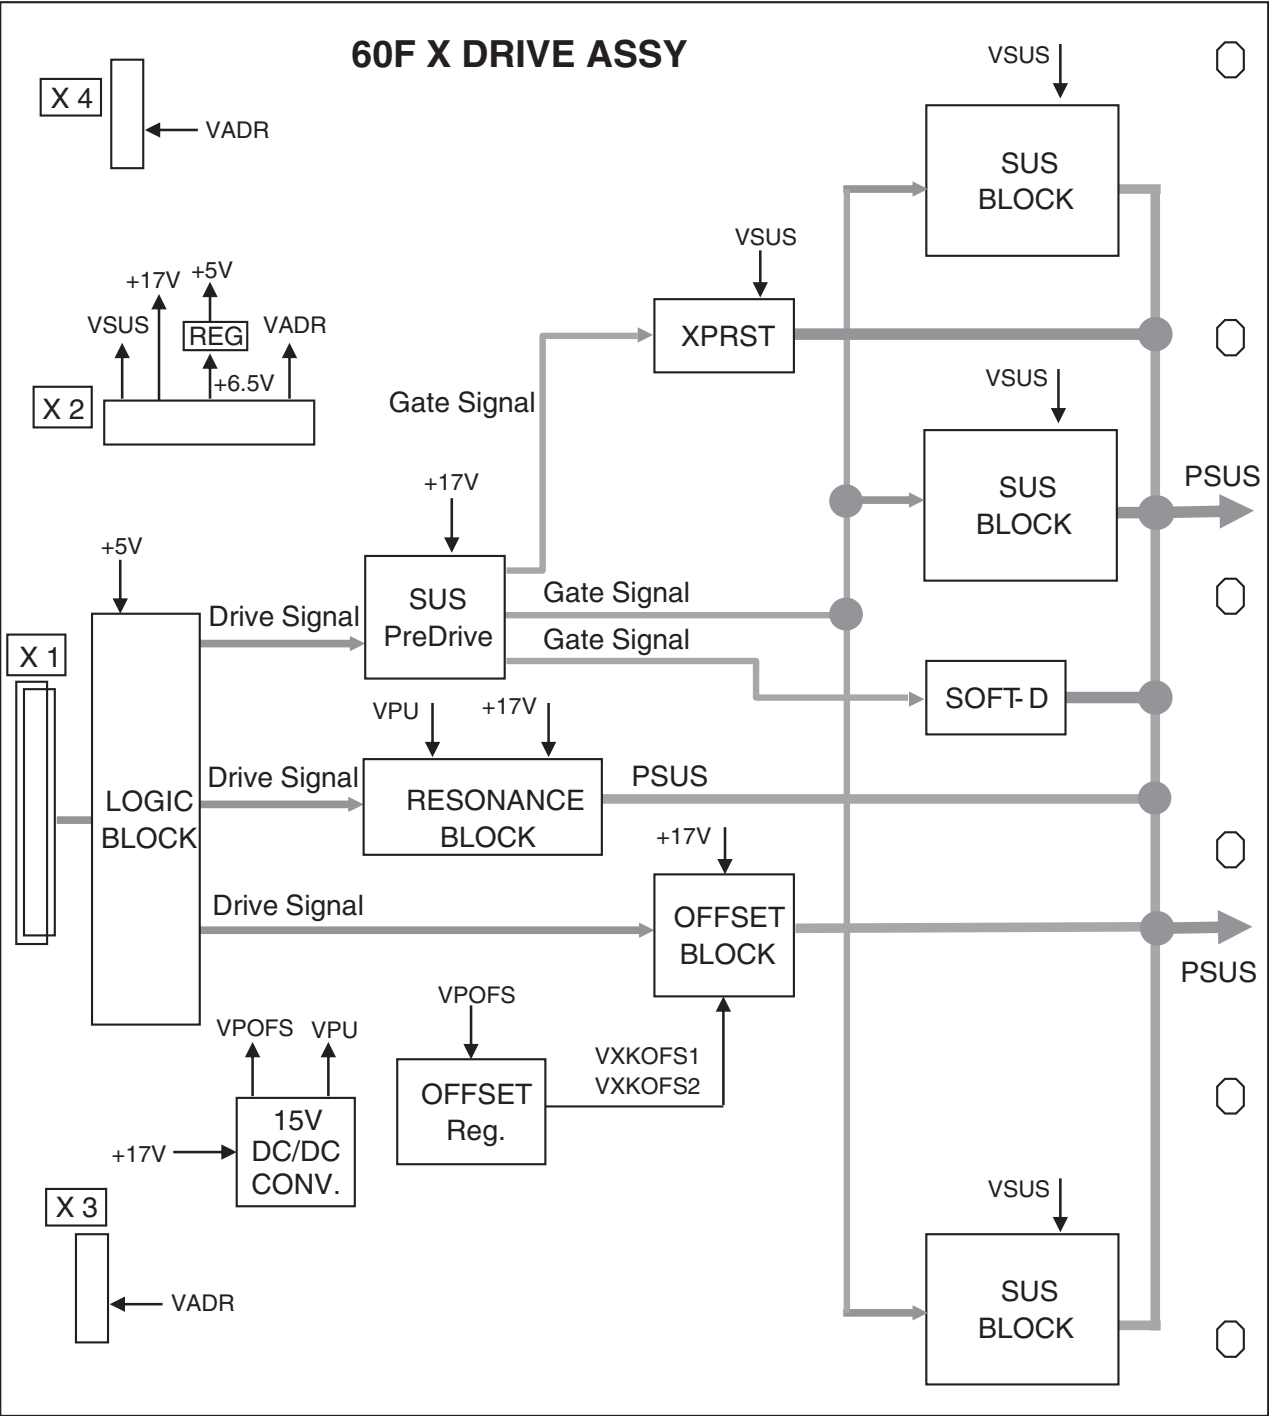 60F X DRIVE ASSY
VSUS
X 4
VADR
SUS
BLOCK
VSUS
+17V
+5V
VSUS
REG
VADR
XPRST
+6.5V
X 2
VSUS
Gate Signal
+17V
SUS
BLOCK
PSUS
+5V
SUS
PreDrive
Drive Signal
Gate Signal
Gate Signal
X 1
SOFT-D
VPU
+17V
Drive Signal
PSUS
LOGIC
BLOCK
RESONANCE
BLOCK
+17V
Drive Signal
OFFSET
BLOCK
PSUS
VPOFS
VPOFS
VPU
VXKOFS1
VXKOFS2
OFFSET
Reg.
15V
DC/DC
CONV.
+17V
X 3
VSUS
VADR
SUS
BLOCK